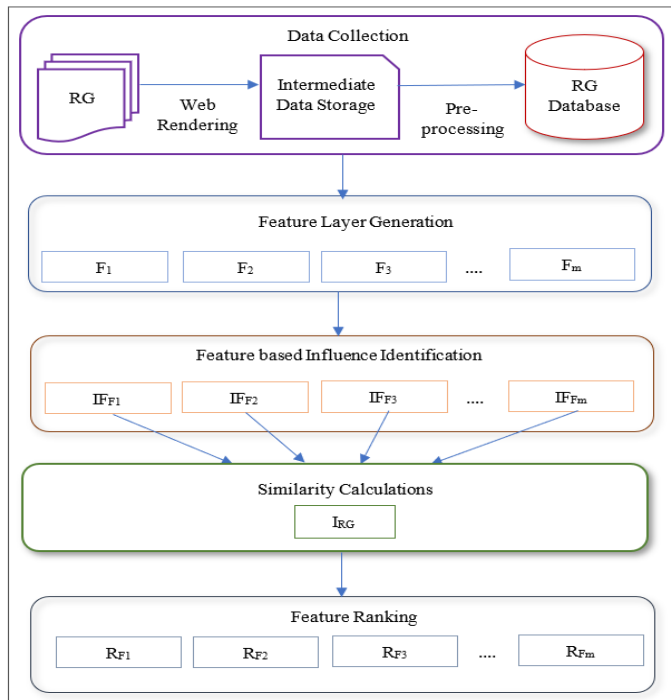 Data Collection
RG
Web
Rendering
Intermediate
Data Storage
Pre-
processing
RG
Database
Feature Layer Generation
F1 F2 F3 .... Fm
Feature based Influence Identification
IFF1 IFF2 IFF3 .... IFFm
Similarity Calculations
IRG
Feature Ranking
RF1 RF2 RF3 .... RFm